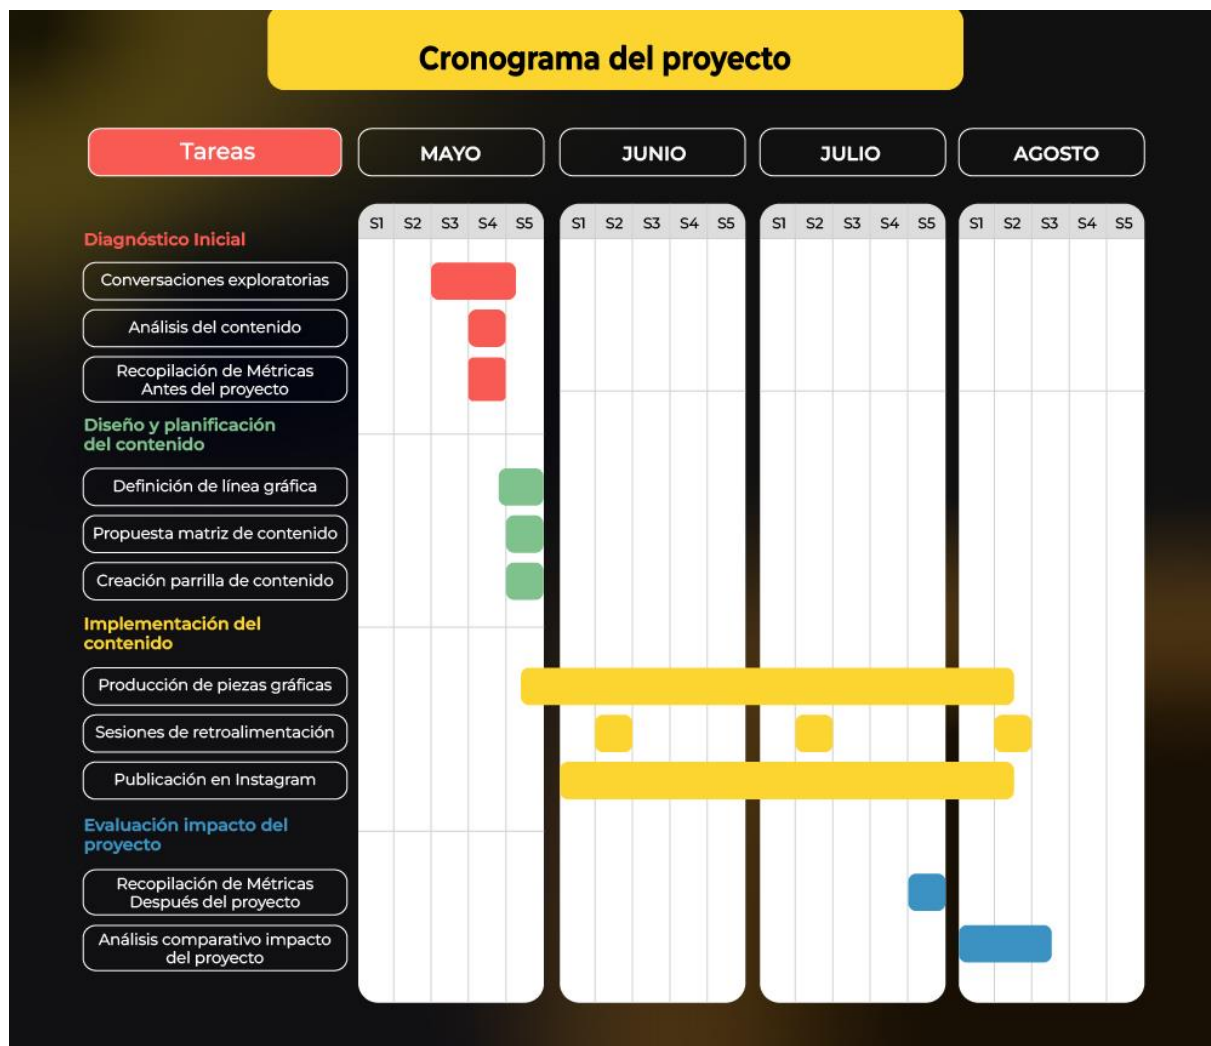 Cronograma del proyecto
Tareas
MAYO
JUNIO
JULIO
AGOSTO
S1 S2 S3 S4 S5 S1 S2 S3 S4 S5 S1 S2 S3 S4 S5 S1 S2 S3 S4 S5
Diagnóstico Inicial
Conversaciones exploratorias
Análisis del contenido
Recopilación de Métricas
Antes del proyecto
Diseño y planificación
del contenido
Definición de línea gráfica
Propuesta matriz de contenido
Creación parrilla de contenido
Implementación del
contenido
Producción de piezas gráficas
Sesiones de retroalimentación
Publicación en Instagram
Evaluación impacto del
proyecto
Recopilación de Métricas
Después del proyecto
Análisis comparativo impacto
del proyecto